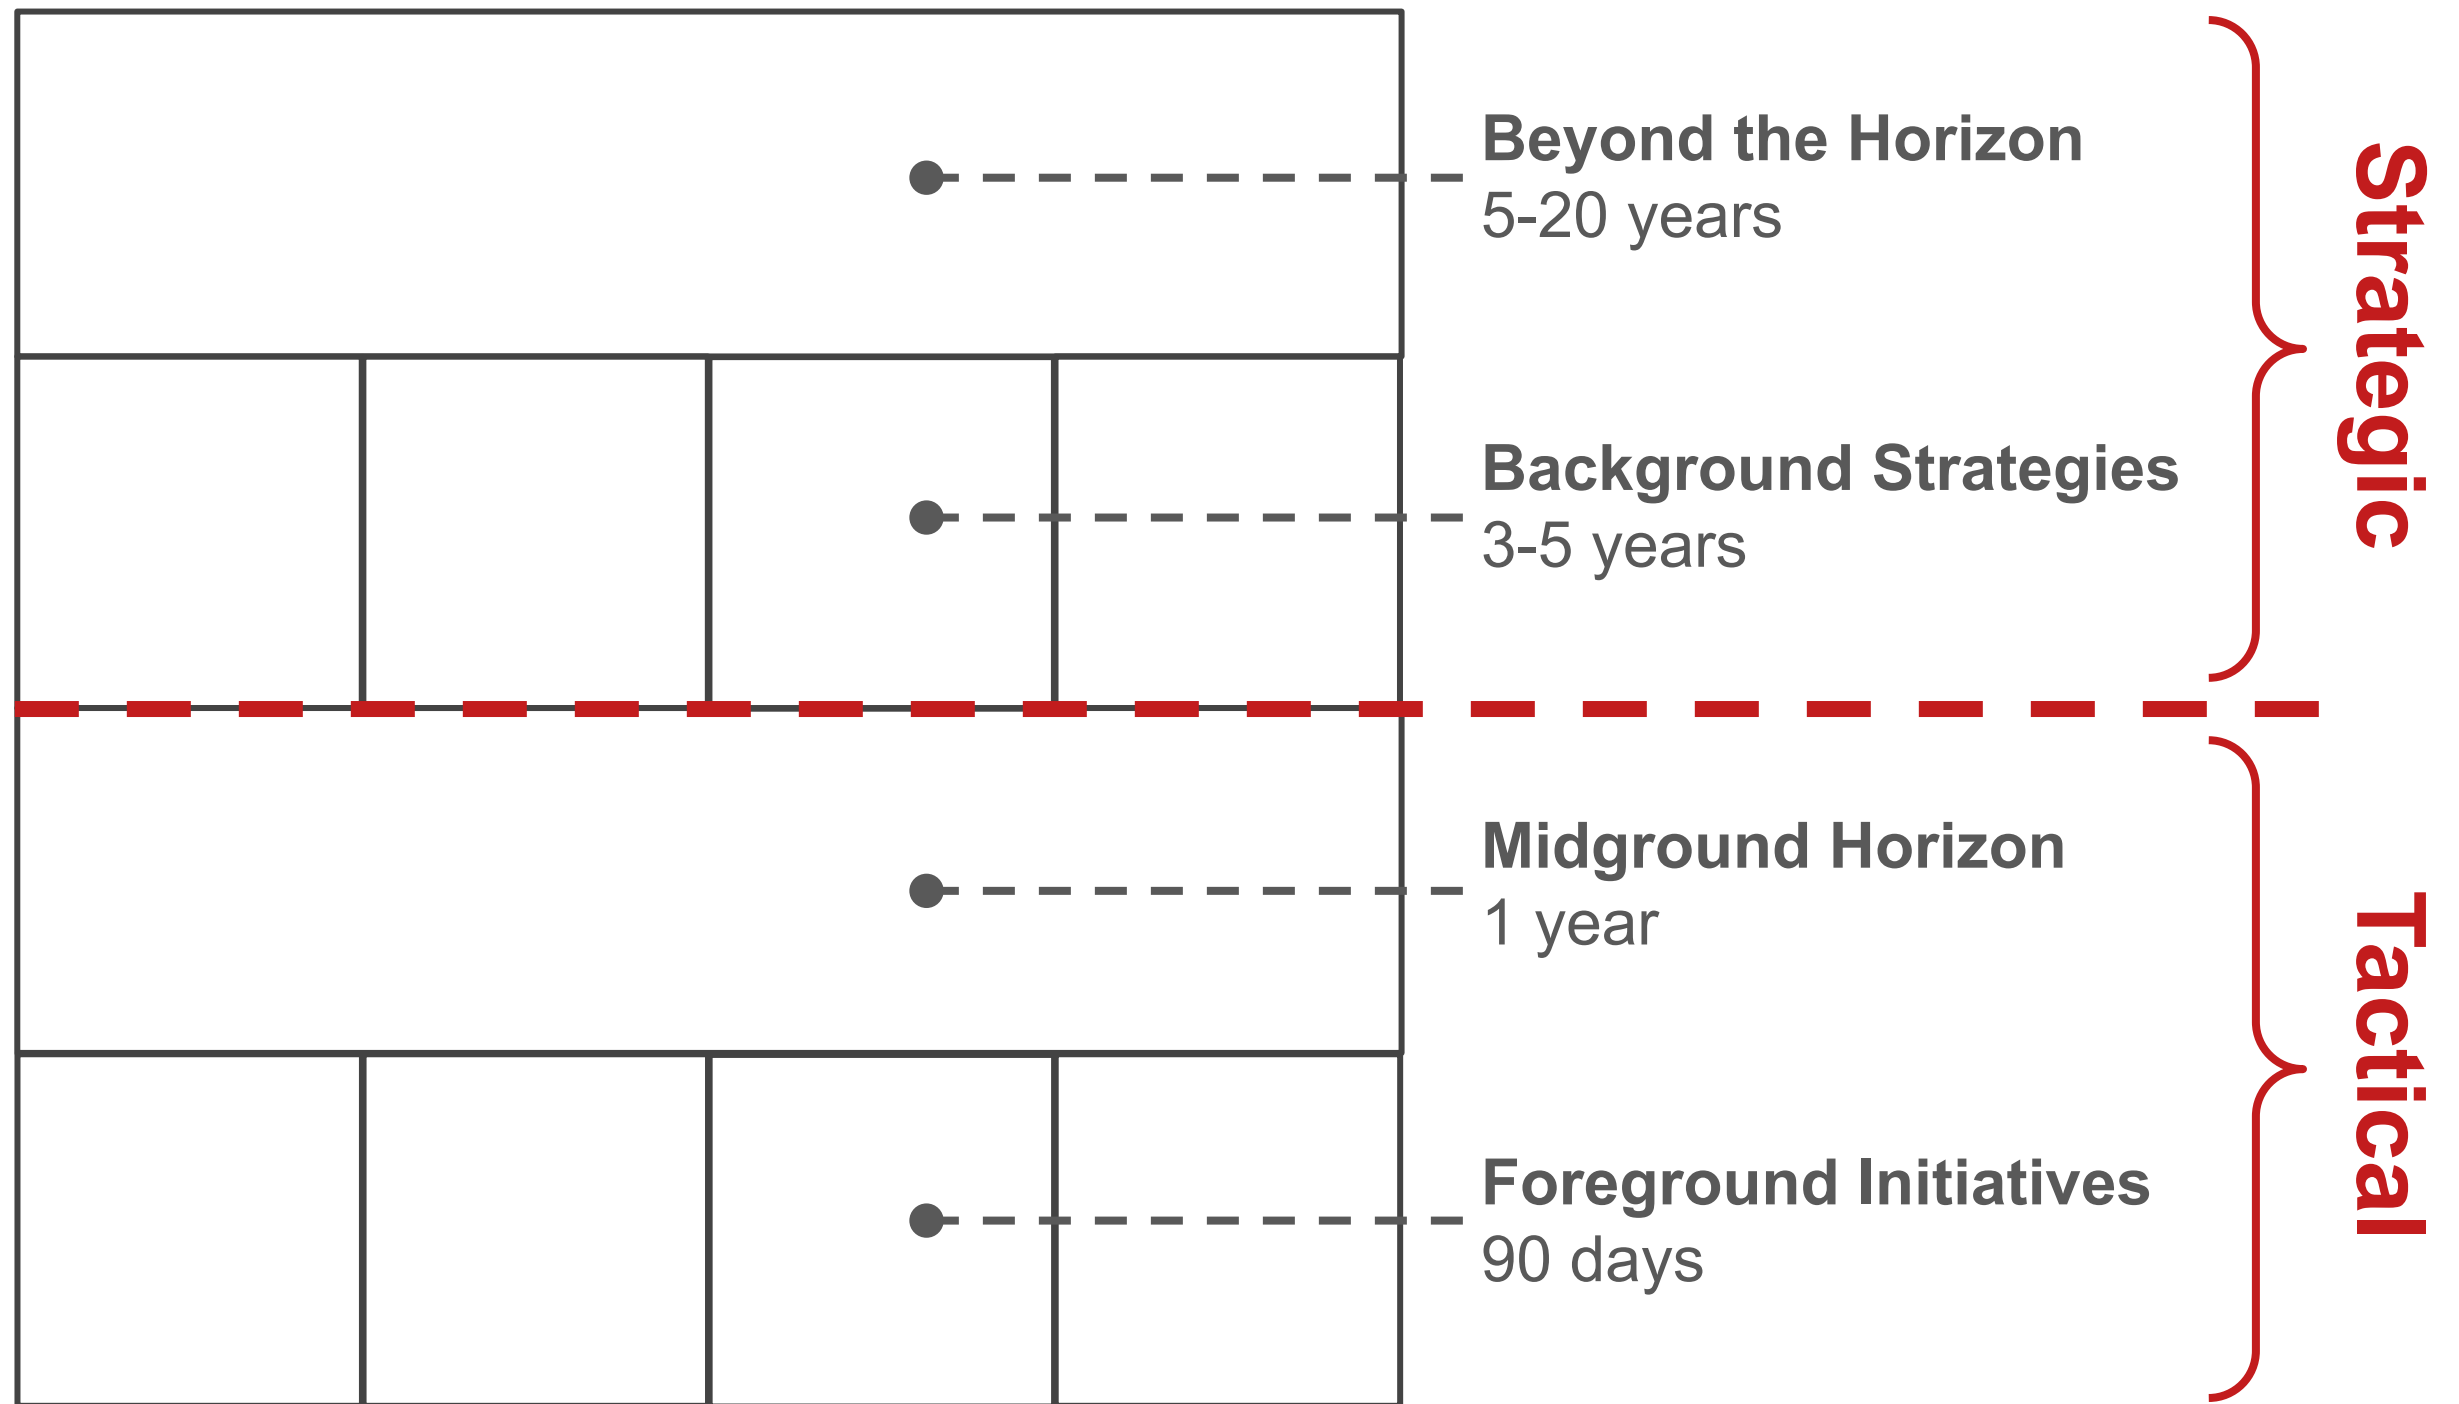 Beyond the Horizon
5-20 years
Background Strategies
3-5 years
Strategic
Midground Horizon
1 year
Foreground Initiatives
90 days
Tactical